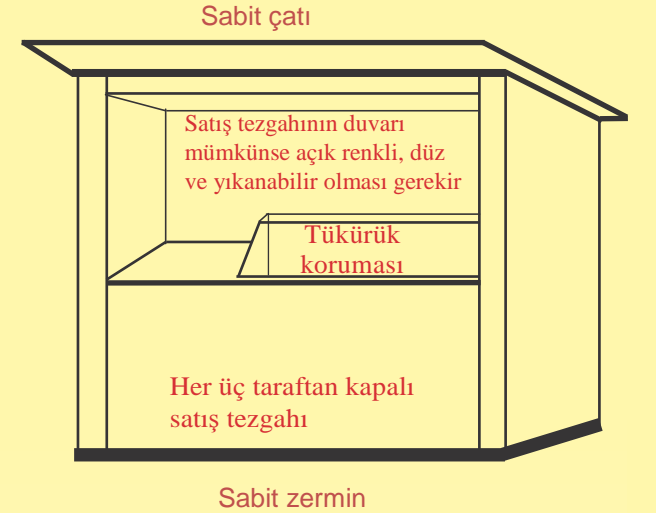 Sabit çatı
Satış tezgahının duvarı
mümkünse açık renkli, düz
ve yıkanabilir olması gerekir
Tükürük
koruması
Her üç taraftan kapalı
satış tezgahı
Sabit zermin